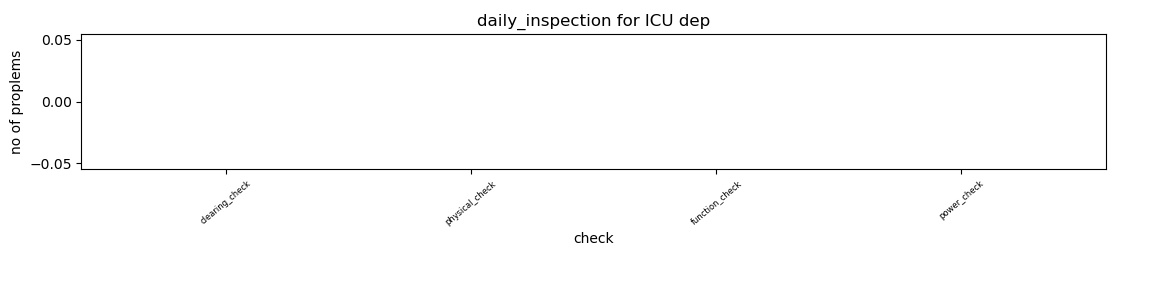 daily_inspection for ICU dep
no of proplems
0.05
0.00
−0.05
clearing_check
physical_check
function_check
power_check
check